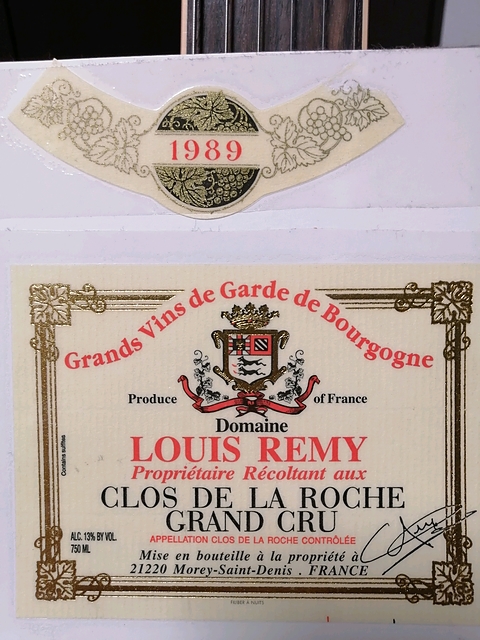 1989
Grands Vins de Garde de Bourgogne
Produce of France
Domaine
LOUIS REMY
Propriétaire Récoltant aux
CLOS DE LA ROCHE
GRAND CRU
APPELLATION CLOS DE LA ROCHE CONTRÔLÉE
Mise en bouteille à la propriété à
21220 Morey-Saint-Denis . FRANCE
ALC. 13% BY VOL.
750 ML
Contains sulfites